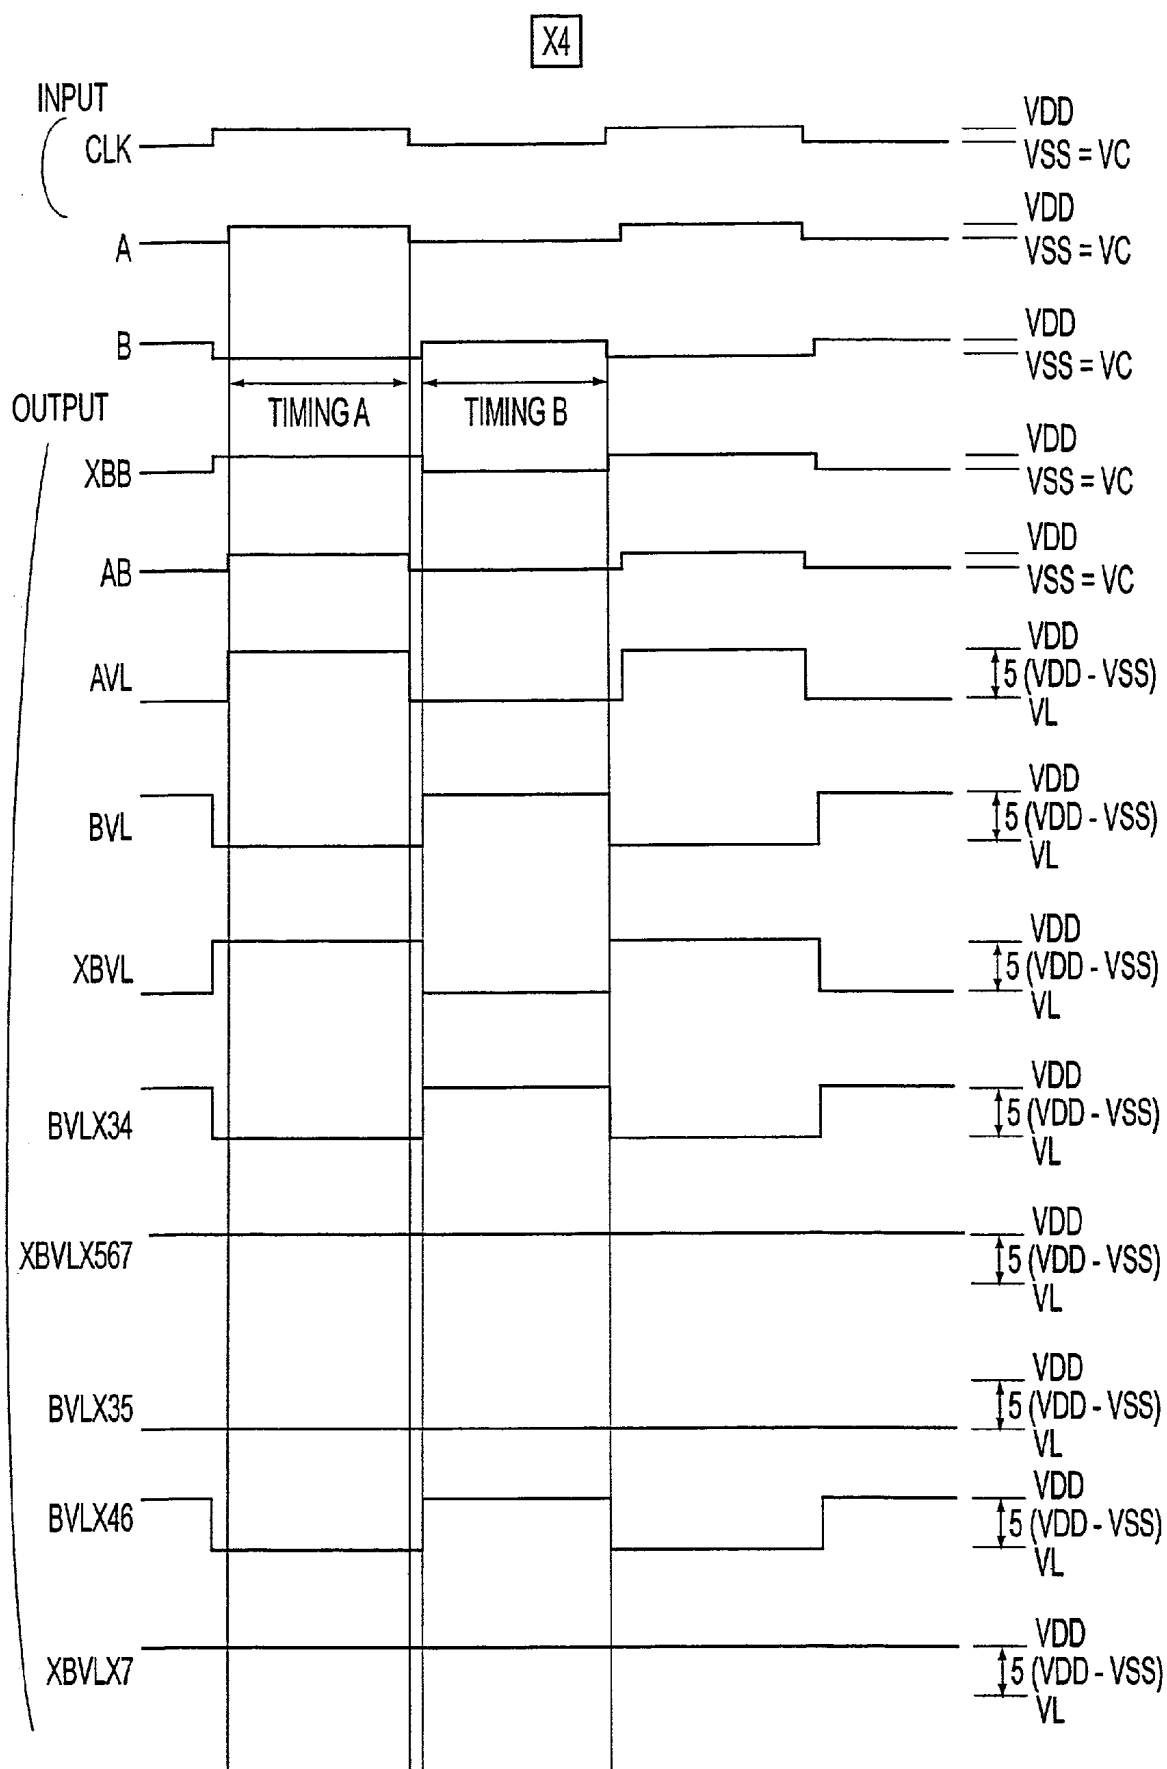 X4
INPUT
CLK
VDD
VSS = VC
A
VDD
VSS = VC
B
VDD
VSS = VC
TIMING A
TIMING B
OUTPUT
XBB
VDD
VSS = VC
AB
VDD
VSS = VC
AVL
VDD
5 (VDD - VSS)
VL
BVL
VDD
5 (VDD - VSS)
VL
XBVL
VDD
5 (VDD - VSS)
VL
BVLX34
VDD
5 (VDD - VSS)
VL
XBVLX567
VDD
5 (VDD - VSS)
VL
BVLX35
VDD
5 (VDD - VSS)
VL
BVLX46
VDD
5 (VDD - VSS)
VL
XBVLX7
VDD
5 (VDD - VSS)
VL